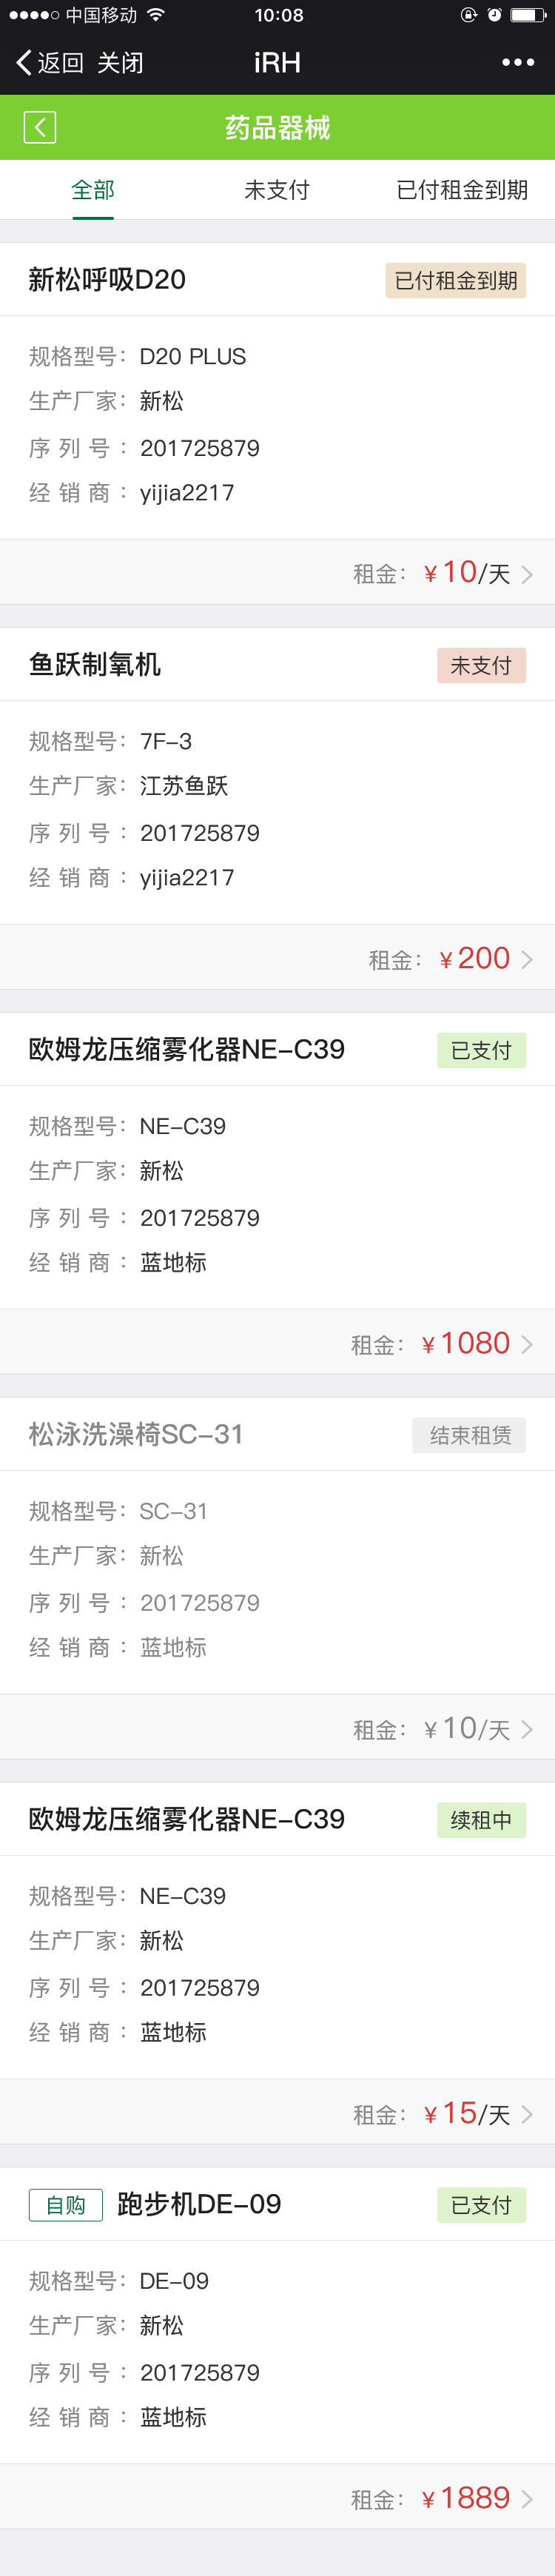 中国移动 10:08
返回 关闭 iRH
药品器械
全部 未支付 已付租金到期
新松呼吸D20 已付租金到期
规格型号：D20 PLUS
生产厂家：新松
序列号：201725879
经销商：yijia2217
租金：¥10/天
鱼跃制氧机 未支付
规格型号：7F-3
生产厂家：江苏鱼跃
序列号：201725879
经销商：yijia2217
租金：¥200
欧姆龙压缩雾化器NE-C39 已支付
规格型号：NE-C39
生产厂家：新松
序列号：201725879
经销商：蓝地标
租金：¥1080
松泳洗澡椅SC-31 结束租赁
规格型号：SC-31
生产厂家：新松
序列号：201725879
经销商：蓝地标
租金：¥10/天
欧姆龙压缩雾化器NE-C39 续租中
规格型号：NE-C39
生产厂家：新松
序列号：201725879
经销商：蓝地标
租金：¥15/天
自购 跑步机DE-09 已支付
规格型号：DE-09
生产厂家：新松
序列号：201725879
经销商：蓝地标
租金：¥1889